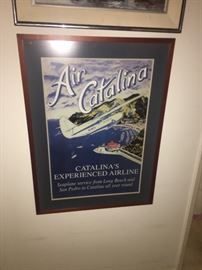 Air
Catalina
CATALINA'S
EXPERIENCED AIRLINE
Seaplane service from Long Beach and
San Pedro to Catalina all year round